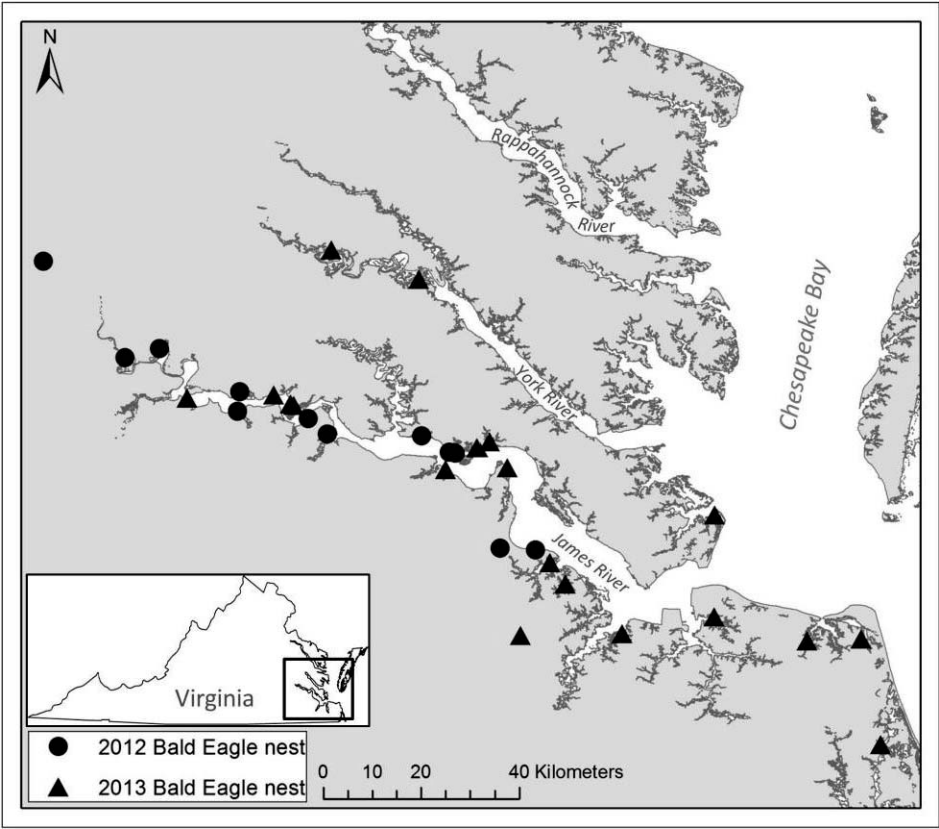 N
Rappahannock
River
Chesapeake Bay
York River
James River
Virginia
2012 Bald Eagle nest
2013 Bald Eagle nest
0 10 20 40 Kilometers